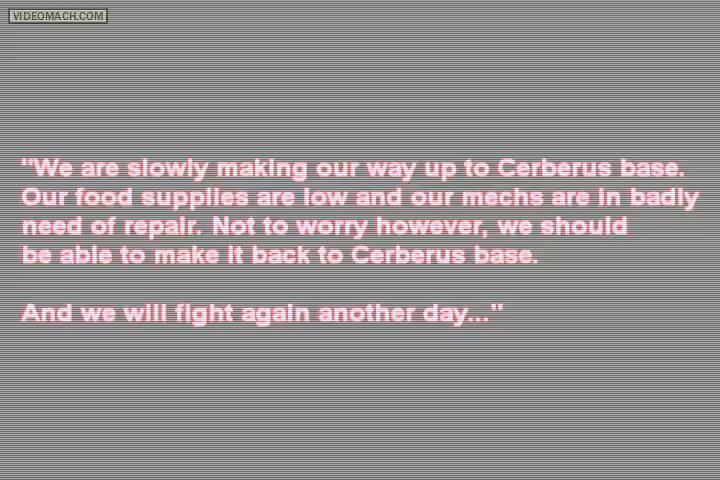 VIDEOMACH.COM
"We are slowly making our way up to Cerberus base.
Our food supplies are low and our mechs are in badly
need of repair. Not to worry however, we should
be able to make it back to Cerberus base.
And we will fight again another day..."